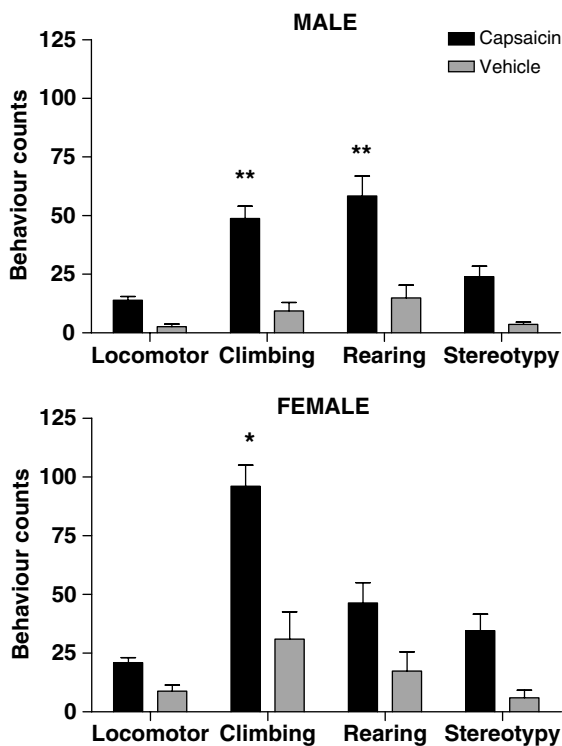 MALE
Capsaicin
Vehicle
Behaviour counts
125
100
75
50
25
0
**
**
Locomotor Climbing Rearing Stereotypy
FEMALE
Behaviour counts
125
100
75
50
25
0
*
Locomotor Climbing Rearing Stereotypy